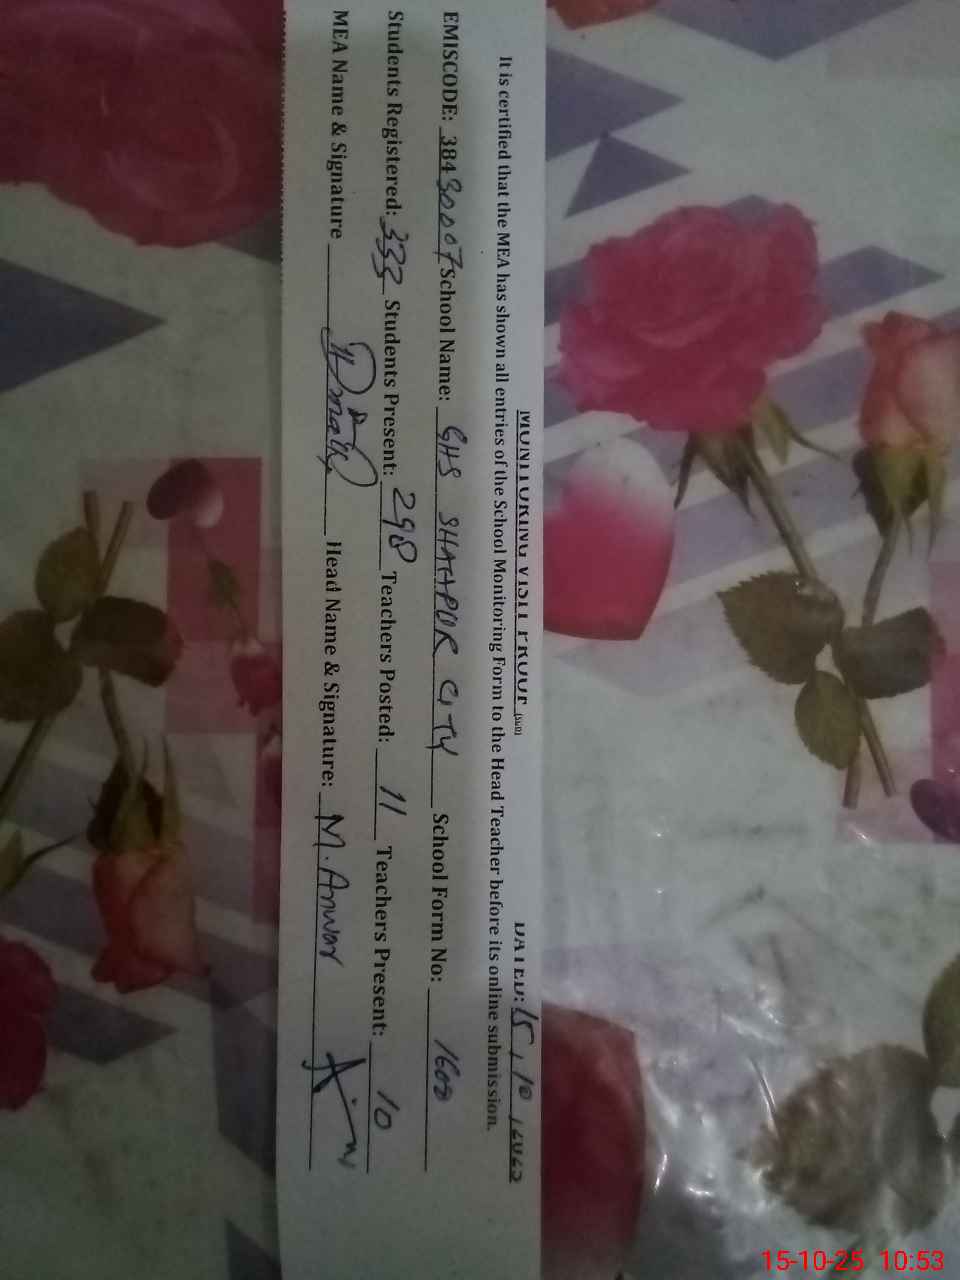 MONITORING VISIT PROOF (SGD) DATED: 15, 10, 2025
It is certified that the MEA has shown all entries of the School Monitoring Form to the Head Teacher before its online submission.
EMISCODE: 38430007 School Name: GHS SHAHPUR CITY School Form No: 1600
Students Registered: 333 Students Present: 298 Teachers Posted: 11 Teachers Present: 10
MEA Name & Signature Head Name & Signature: M. Anwar
15-10-25 10:53